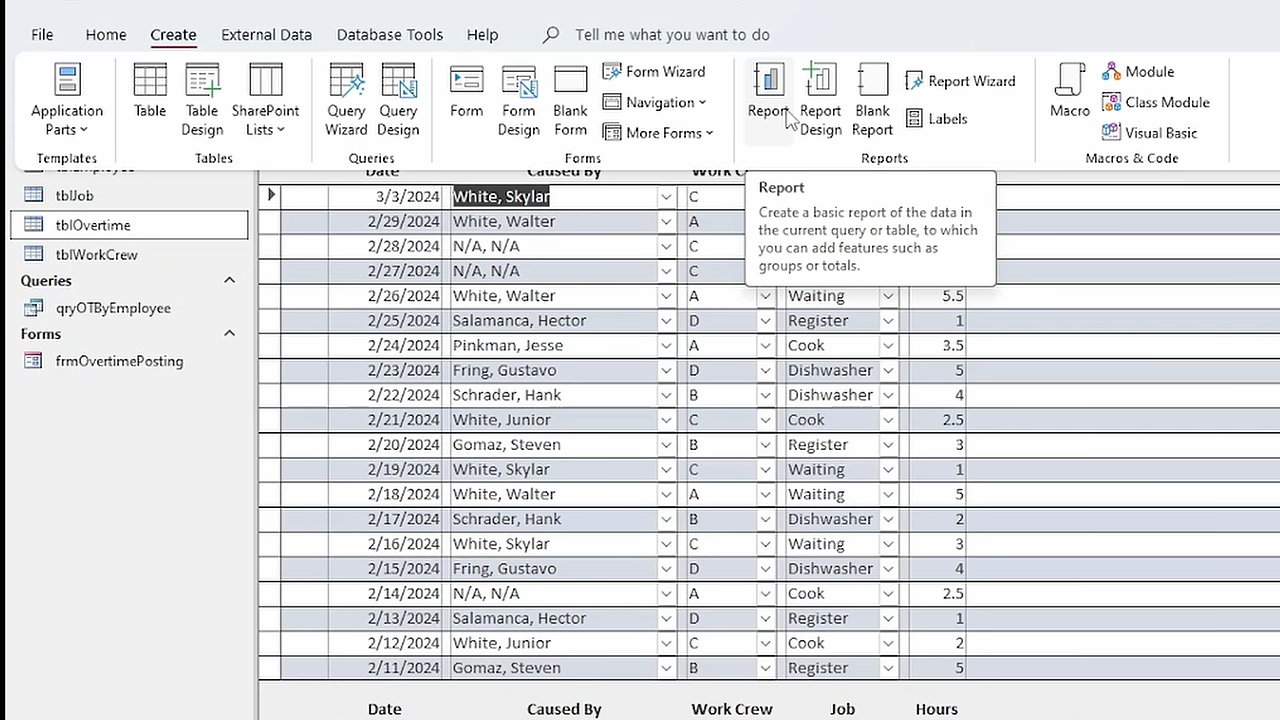 File Home Create External Data Database Tools Help Tell me what you want to do
Application Parts Table Table Design SharePoint Lists Query Wizard Query Design Form Form Design Blank Form Form Wizard Navigation More Forms Report Report Design Blank Report Report Wizard Labels Macro Module Class Module Visual Basic
Templates Tables Queries Forms Reports Macros & Code
Report
Create a basic report of the data in
the current query or table, to which
you can add features such as
groups or totals.
tblEmployee
tblJob
tblOvertime
tblWorkCrew
Queries
qryOTByEmployee
Forms
frmOvertimePosting
Date Caused By
3/3/2024 White, Skylar C
2/29/2024 White, Walter A
2/28/2024 N/A, N/A C
2/27/2024 N/A, N/A C
2/26/2024 White, Walter A Waiting 5.5
2/25/2024 Salamanca, Hector D Register 1
2/24/2024 Pinkman, Jesse A Cook 3.5
2/23/2024 Fring, Gustavo D Dishwasher 5
2/22/2024 Schrader, Hank B Dishwasher 4
2/21/2024 White, Junior C Cook 2.5
2/20/2024 Gomaz, Steven B Register 3
2/19/2024 White, Skylar C Waiting 1
2/18/2024 White, Walter A Waiting 5
2/17/2024 Schrader, Hank B Dishwasher 2
2/16/2024 White, Skylar C Waiting 3
2/15/2024 Fring, Gustavo D Dishwasher 4
2/14/2024 N/A, N/A A Cook 2.5
2/13/2024 Salamanca, Hector D Register 1
2/12/2024 White, Junior C Cook 2
2/11/2024 Gomaz, Steven B Register 5
Date Caused By Work Crew Job Hours